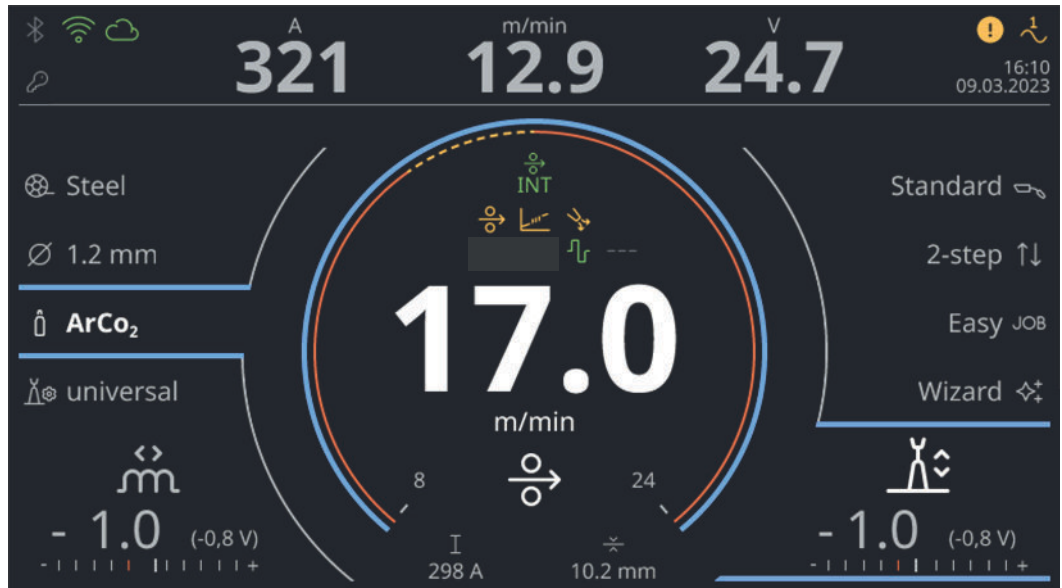 A m/min V
321 12.9 24.7
! 1
16:10
09.03.2023
Steel
1.2 mm
ArCo₂
universal
INT
---
17.0
m/min
8 24
298 A 10.2 mm
Standard
2-step
Easy JOB
Wizard
- 1.0 (-0,8 V)
- +
- 1.0 (-0,8 V)
- +